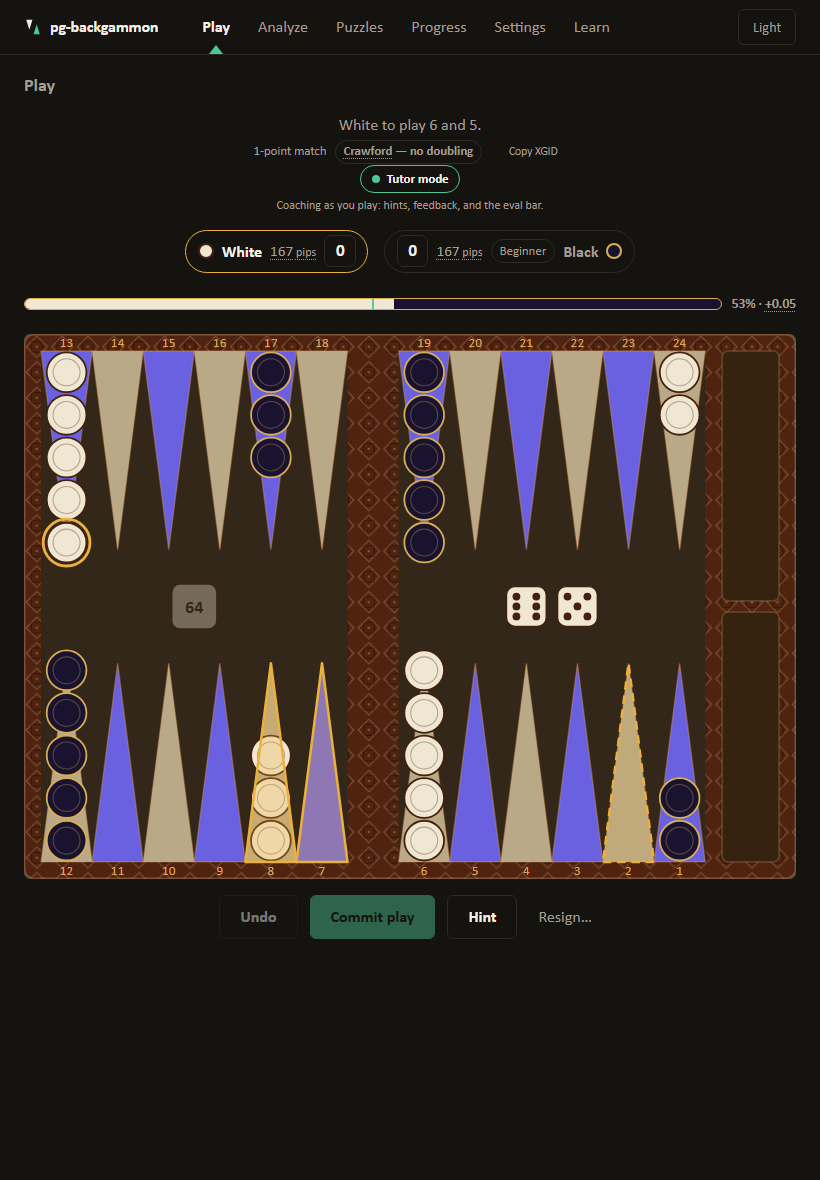 pg-backgammon Play Analyze Puzzles Progress Settings Learn Light
Play
White to play 6 and 5.
1-point match Crawford — no doubling Copy XGID
Tutor mode
Coaching as you play: hints, feedback, and the eval bar.
White 167 pips 0 0 167 pips Beginner Black
53% · +0.05
13 14 15 16 17 18 19 20 21 22 23 24
64
12 11 10 9 8 7 6 5 4 3 2 1
Undo Commit play Hint Resign...